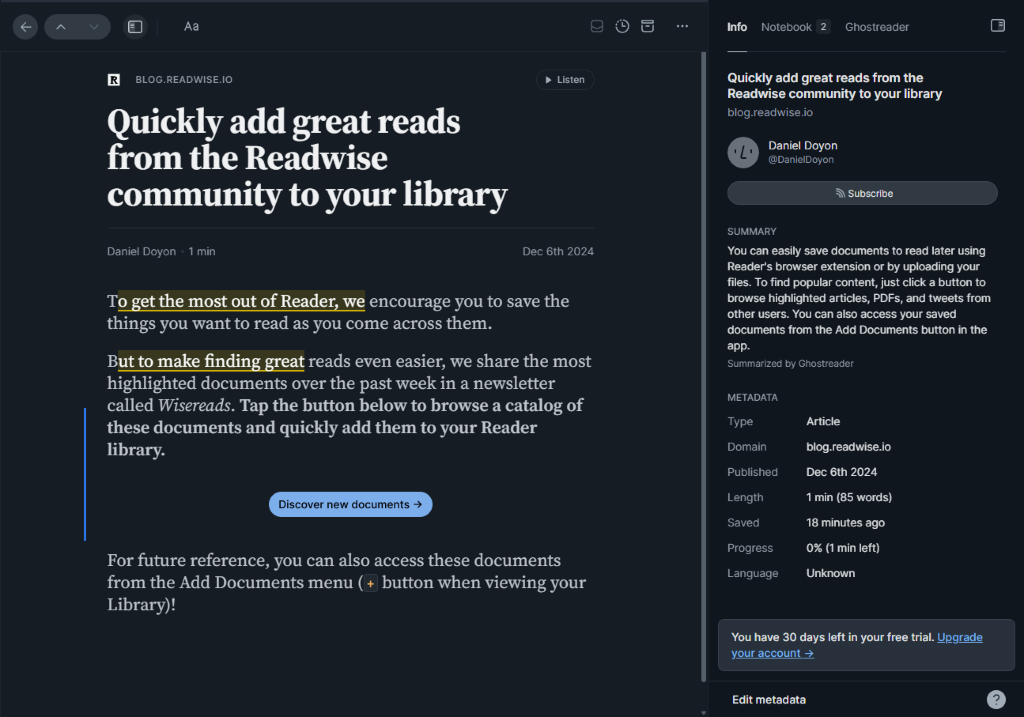 Aa
BLOG.READWISE.IO
Listen
Quickly add great reads
from the Readwise
community to your library
Daniel Doyon · 1 min
Dec 6th 2024
To get the most out of Reader, we encourage you to save the
things you want to read as you come across them.
But to make finding great reads even easier, we share the most
highlighted documents over the past week in a newsletter
called Wisereads. Tap the button below to browse a catalog of
these documents and quickly add them to your Reader
library.
Discover new documents →
For future reference, you can also access these documents
from the Add Documents menu (+ button when viewing your
Library)!
Info Notebook 2 Ghostreader
Quickly add great reads from the
Readwise community to your library
blog.readwise.io
Daniel Doyon
@DanielDoyon
Subscribe
SUMMARY
You can easily save documents to read later using
Reader's browser extension or by uploading your
files. To find popular content, just click a button to
browse highlighted articles, PDFs, and tweets from
other users. You can also access your saved
documents from the Add Documents button in the
app.
Summarized by Ghostreader
METADATA
Type Article
Domain blog.readwise.io
Published Dec 6th 2024
Length 1 min (85 words)
Saved 18 minutes ago
Progress 0% (1 min left)
Language Unknown
You have 30 days left in your free trial. Upgrade
your account →
Edit metadata
?